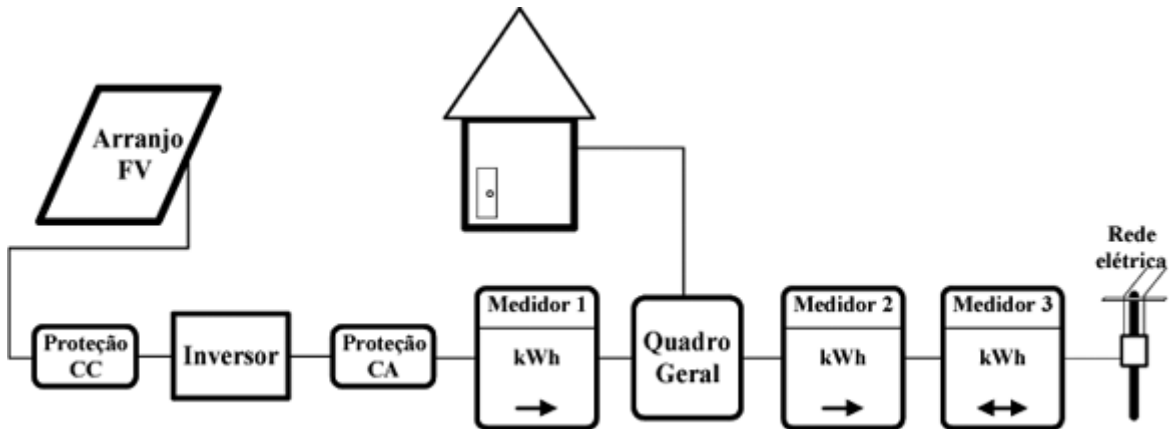 Arranjo
FV
Rede
elétrica
Proteção
CC
Inversor
Proteção
CA
Medidor 1
kWh
Quadro
Geral
Medidor 2
kWh
Medidor 3
kWh